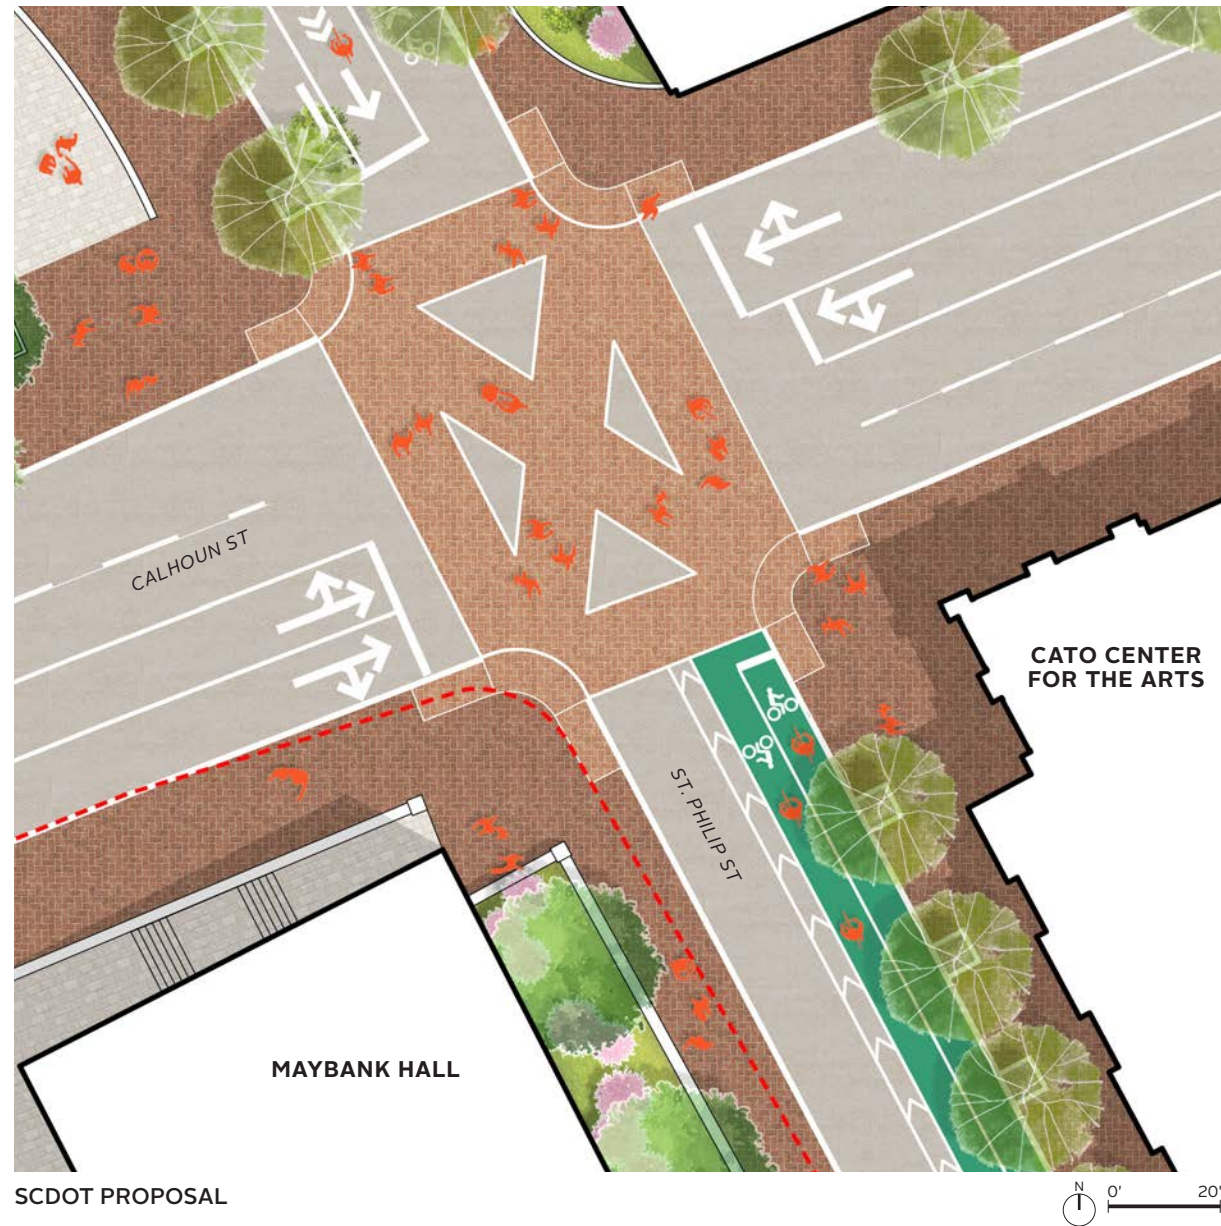 CALHOUN ST
CATO CENTER
FOR THE ARTS
ST. PHILIP ST
MAYBANK HALL
SCDOT PROPOSAL
N
0' 20'